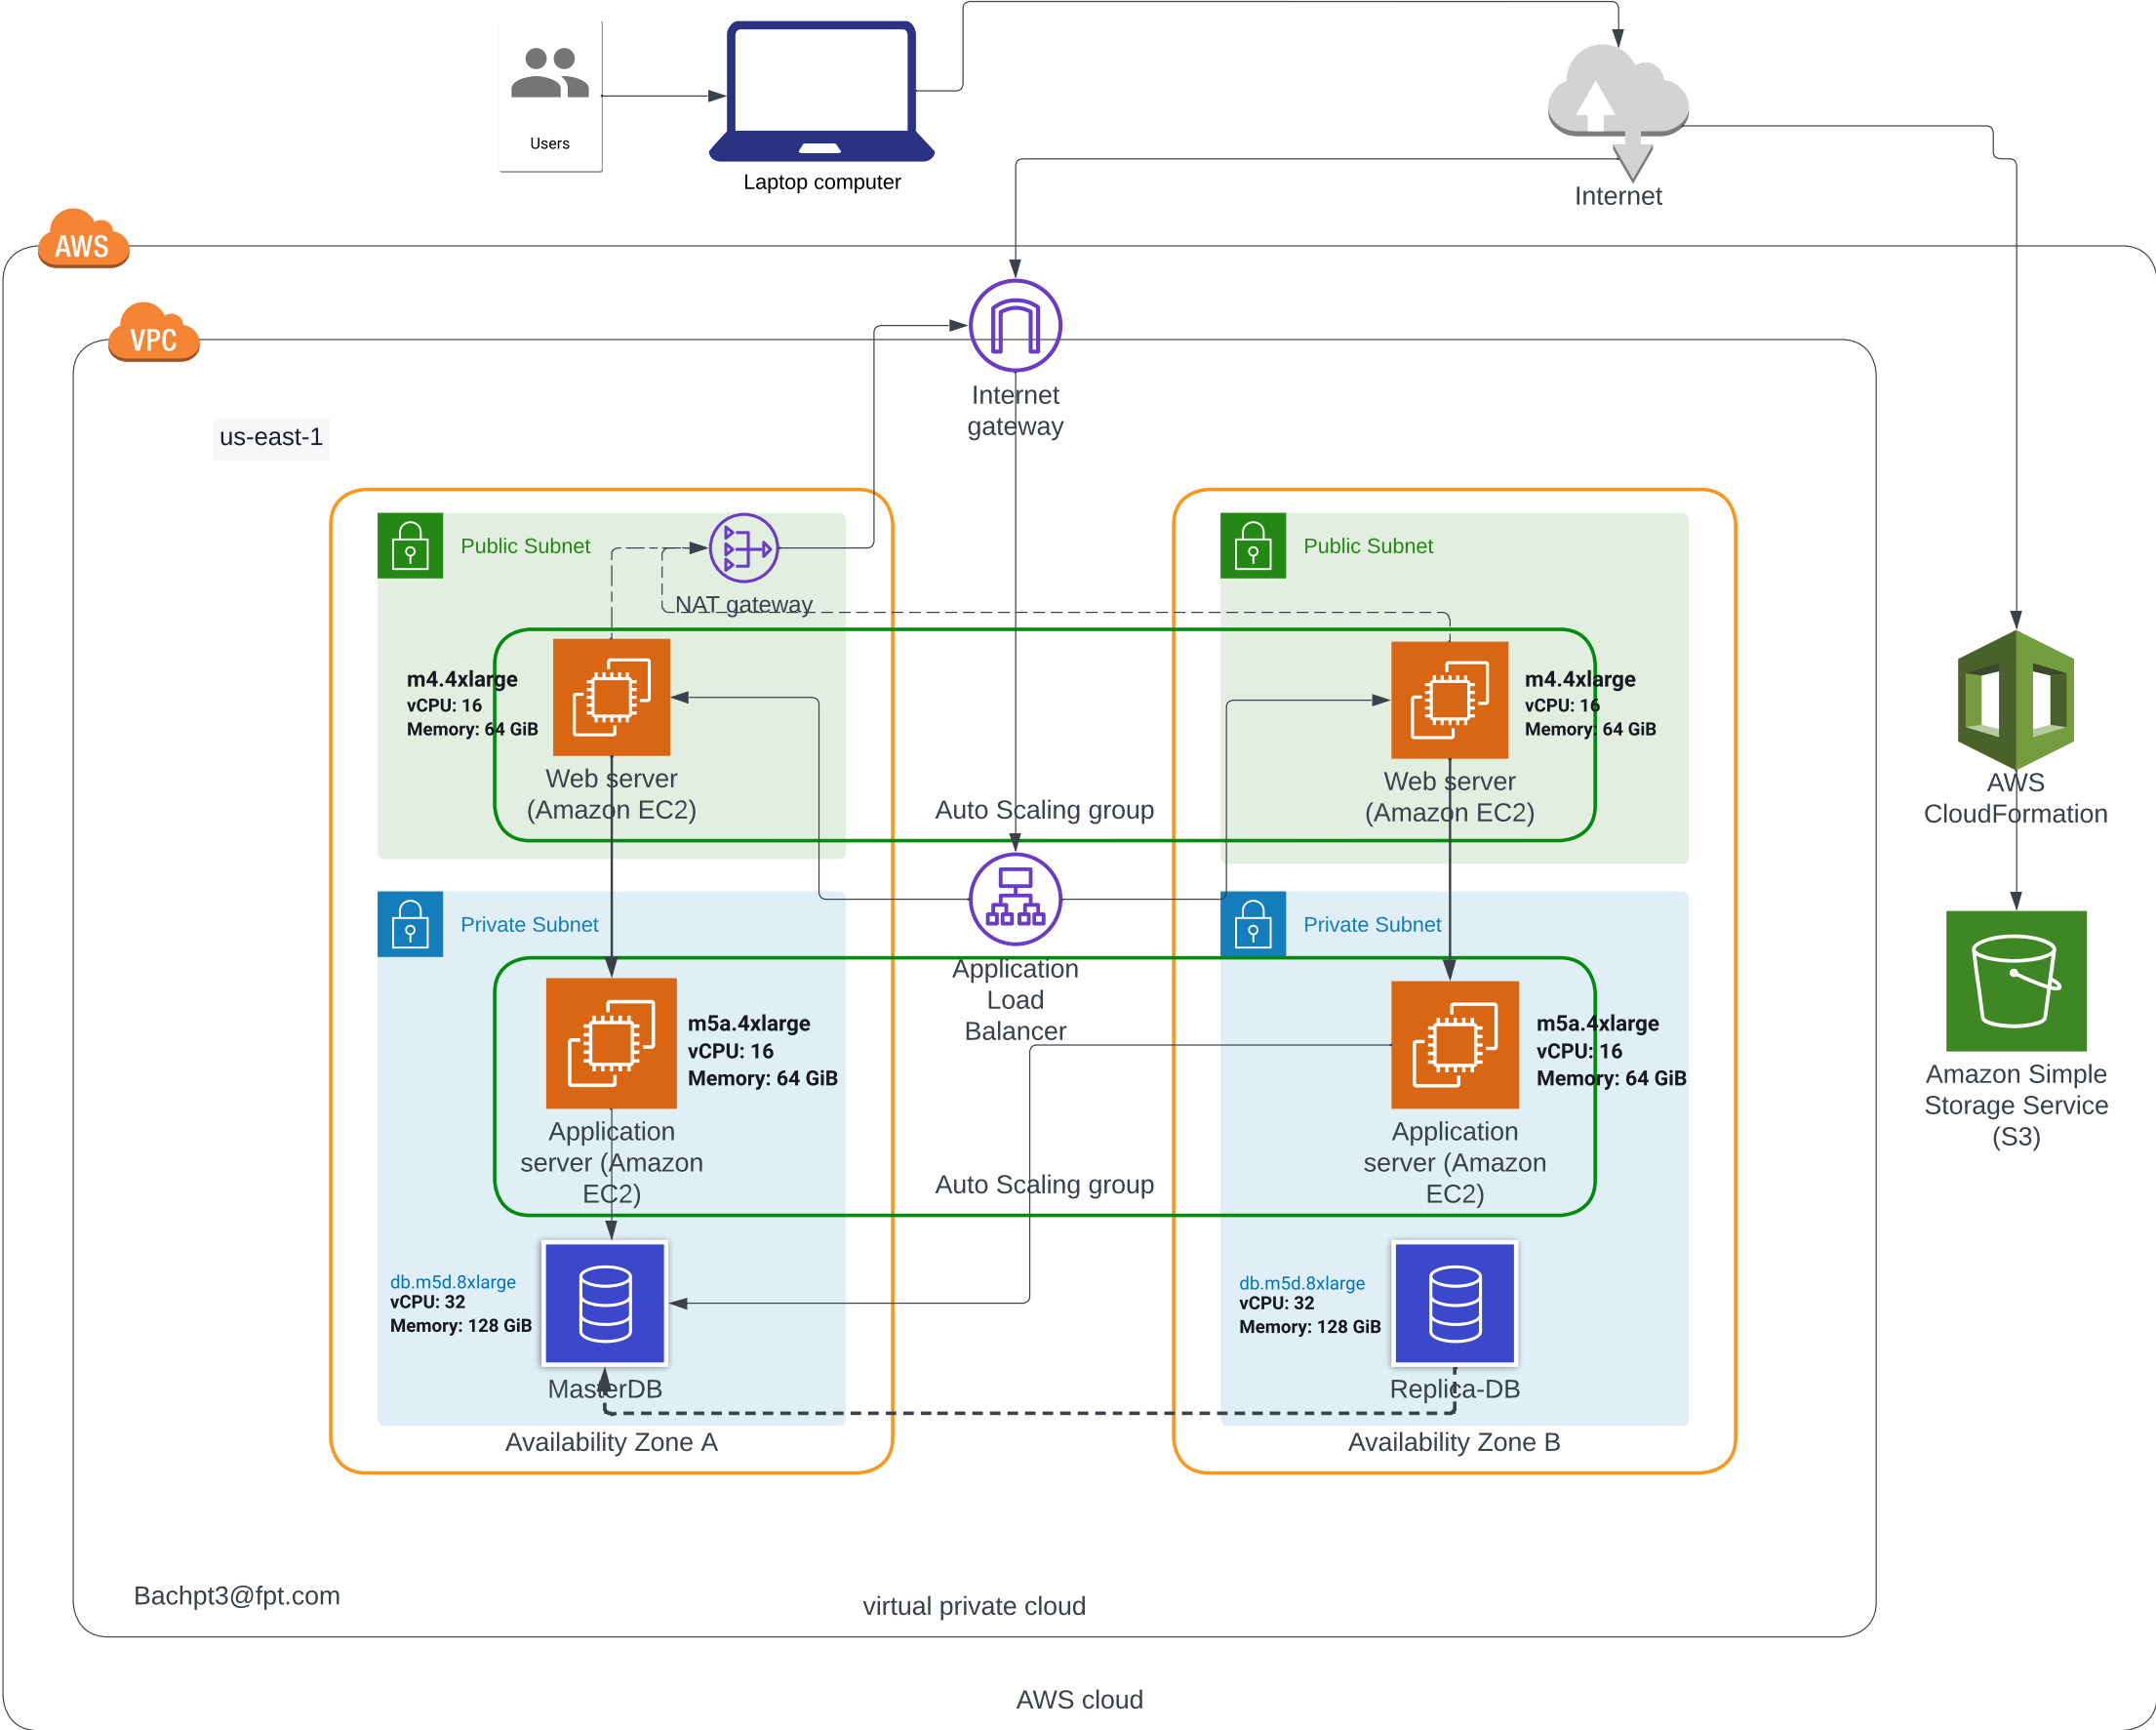 Users
Laptop computer
Internet
AWS
VPC
Internet
gateway
us-east-1
Public Subnet
NAT gateway
Public Subnet
m4.4xlarge
vCPU: 16
Memory: 64 GiB
Web server
(Amazon EC2)
Auto Scaling group
m4.4xlarge
vCPU: 16
Memory: 64 GiB
Web server
(Amazon EC2)
AWS
CloudFormation
Private Subnet
Application
Load
Balancer
Private Subnet
m5a.4xlarge
vCPU: 16
Memory: 64 GiB
Application
server (Amazon
EC2)
Auto Scaling group
m5a.4xlarge
vCPU: 16
Memory: 64 GiB
Application
server (Amazon
EC2)
Amazon Simple
Storage Service
(S3)
db.m5d.8xlarge
vCPU: 32
Memory: 128 GiB
MasterDB
db.m5d.8xlarge
vCPU: 32
Memory: 128 GiB
Replica-DB
Availability Zone A
Availability Zone B
Bachpt3@fpt.com
virtual private cloud
AWS cloud